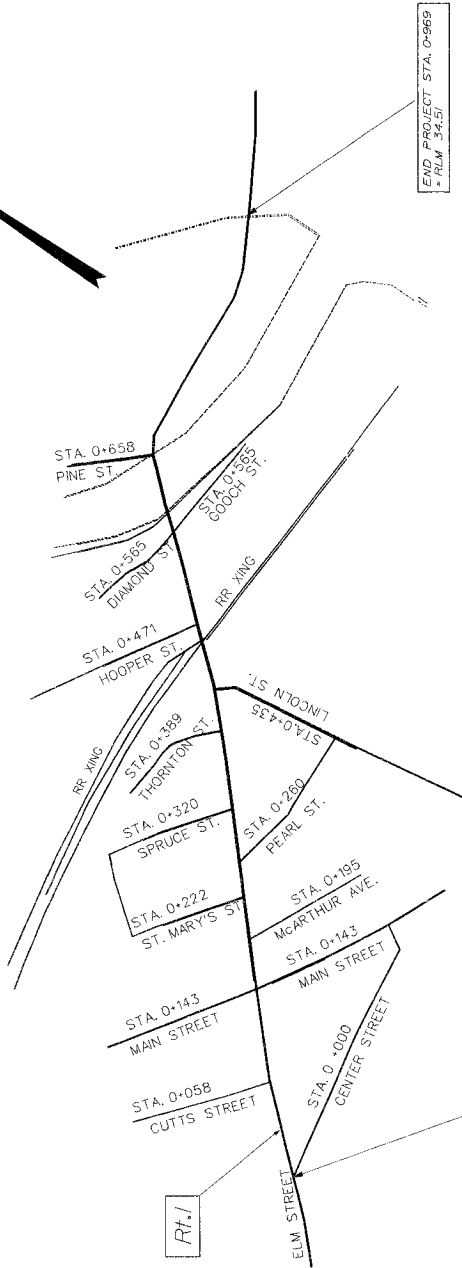 END PROJECT STA. 0+969
= RLM 34.51
STA. 0+658
PINE ST.
STA. 0+565
GOOCH ST.
STA. 0+565
DIAMOND ST.
RR XING
STA. 0+471
HOOPER ST.
LINCOLN ST.
STA.0+435
RR XING
STA. 0+389
THORNTON ST.
STA. 0+320
SPRUCE ST.
STA. 0+260
PEARL ST.
STA. 0+222
ST. MARY'S ST.
STA. 0+195
McARTHUR AVE.
STA. 0+143
MAIN STREET
STA. 0+143
MAIN STREET
STA. 0+058
CUTTS STREET
STA. 0 +000
CENTER STREET
Rt.1
ELM STREET